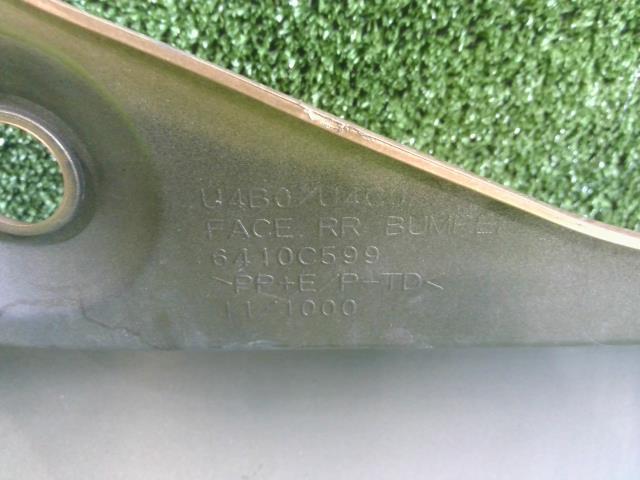 U4B0/U4C0
FACE RR BUMPER
6410C599
>PP+E/P-TD<
11/1000